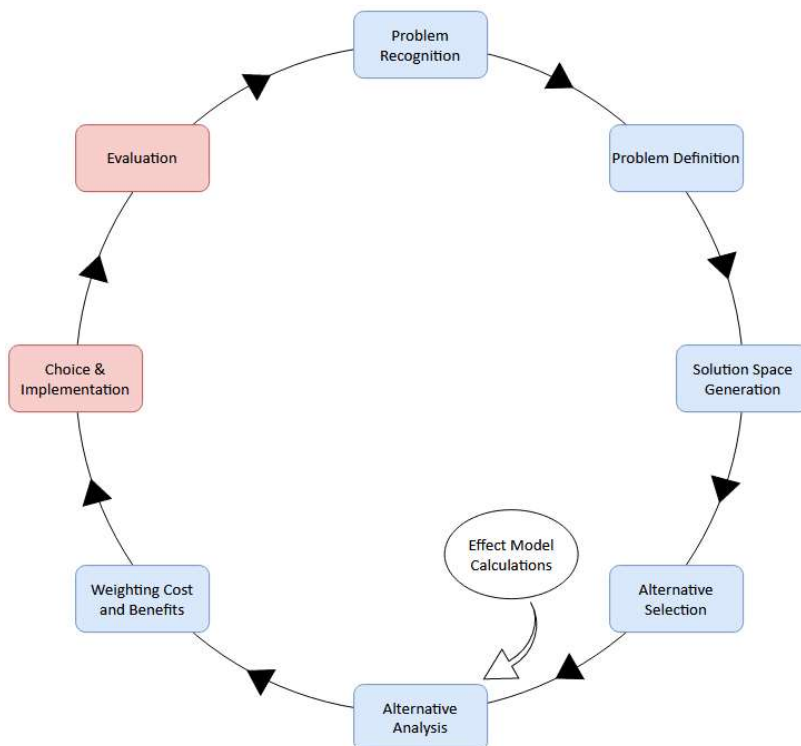 Problem
Recognition
Problem Definition
Solution Space
Generation
Alternative
Selection
Effect Model
Calculations
Alternative
Analysis
Weighting Cost
and Benefits
Choice &
Implementation
Evaluation